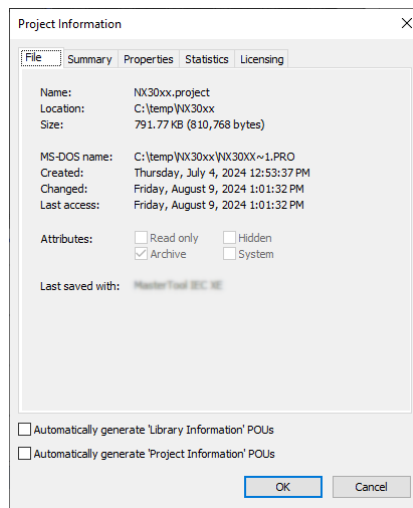 Project Information
File Summary Properties Statistics Licensing
Name: NX30xx.project
Location: C:\temp\NX30xx
Size: 791.77 KB (810,768 bytes)
MS-DOS name: C:\temp\NX30xx\NX30XX~1.PRO
Created: Thursday, July 4, 2024 12:53:37 PM
Changed: Friday, August 9, 2024 1:01:32 PM
Last access: Friday, August 9, 2024 1:01:32 PM
Attributes: Read only Hidden
Archive System
Last saved with: MasterTool IEC XE
Automatically generate 'Library Information' POUs
Automatically generate 'Project Information' POUs
OK Cancel